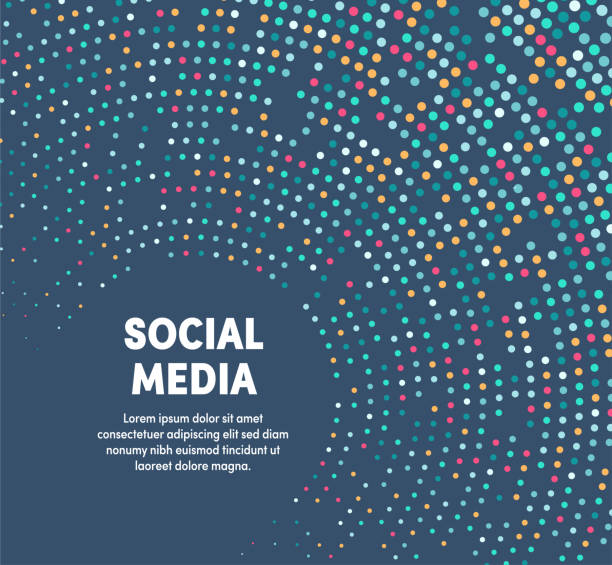 SOCIAL
MEDIA
Lorem ipsum dolor sit amet
consectetuer adipiscing elit sed diam
nonumy nibh euismod tincidunt ut
laoreet dolore magna.